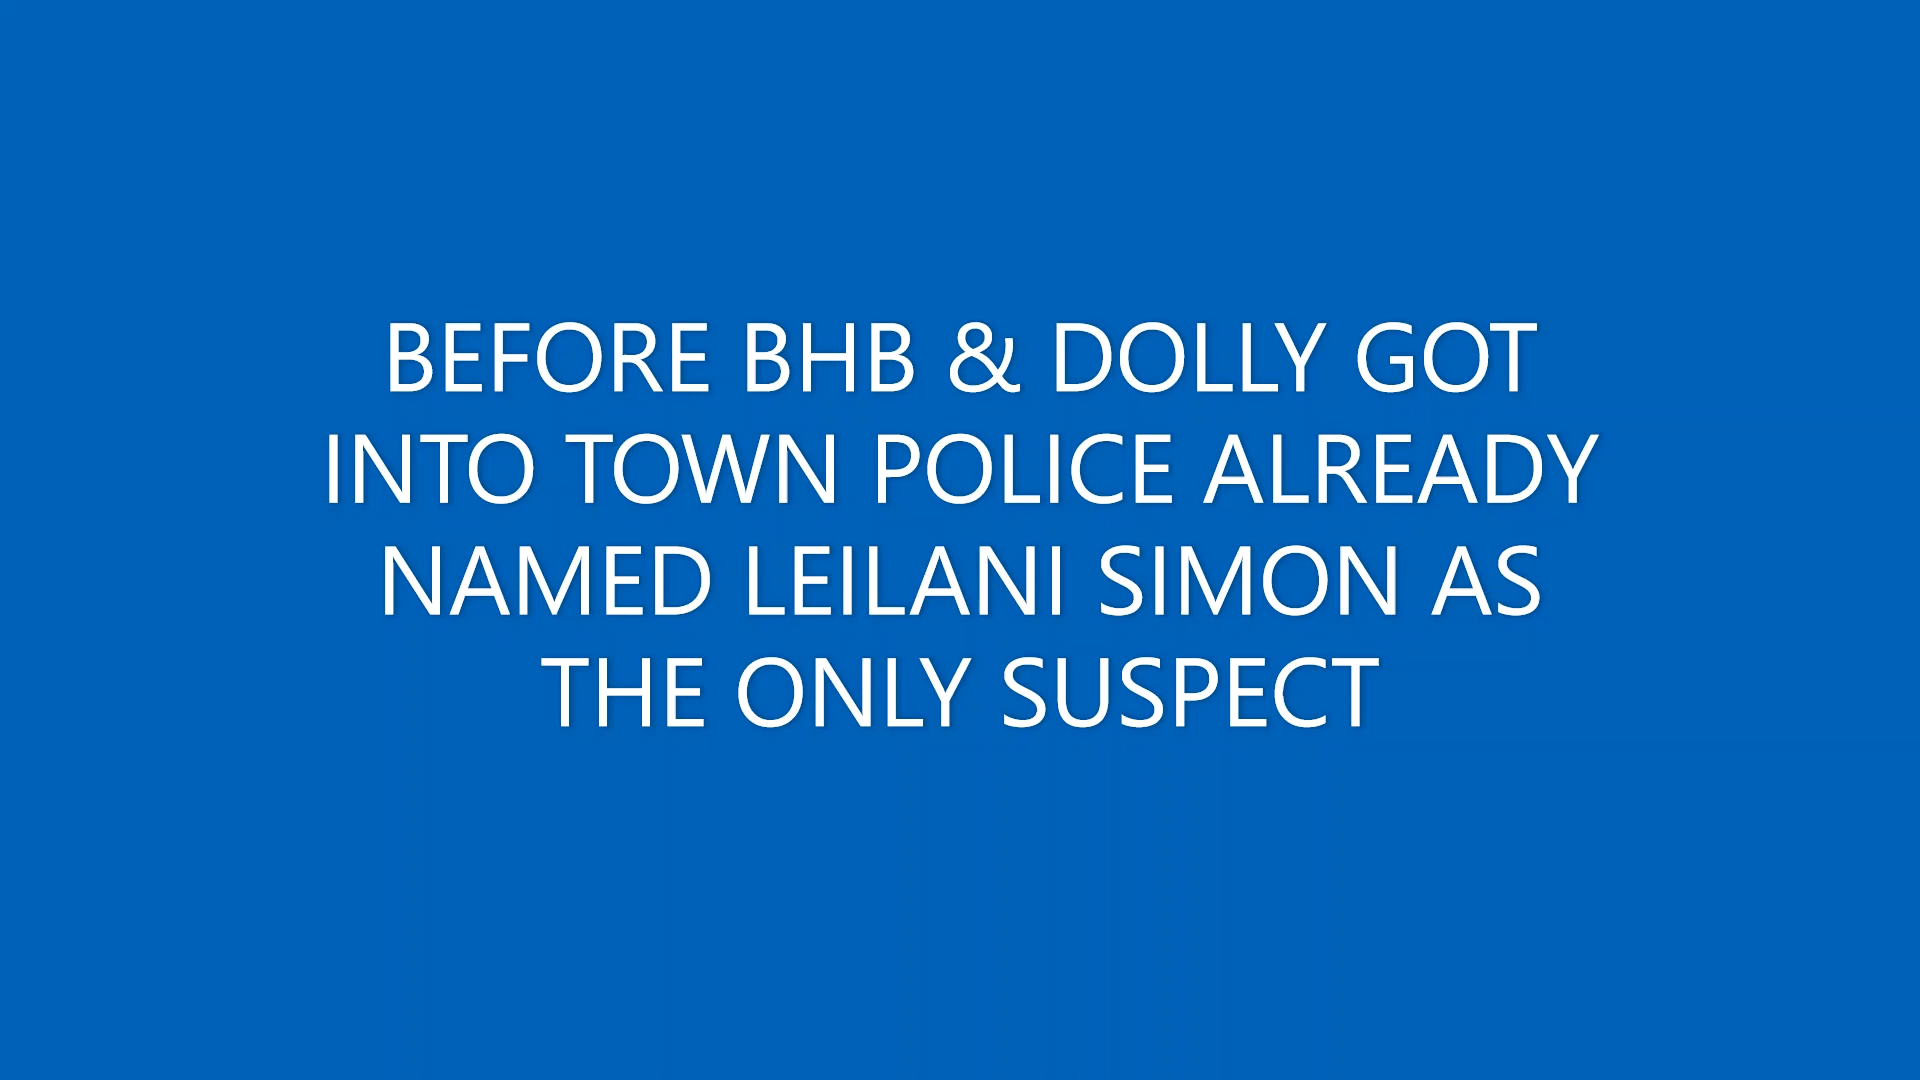 BEFORE BHB & DOLLY GOT
INTO TOWN POLICE ALREADY
NAMED LEILANI SIMON AS
THE ONLY SUSPECT